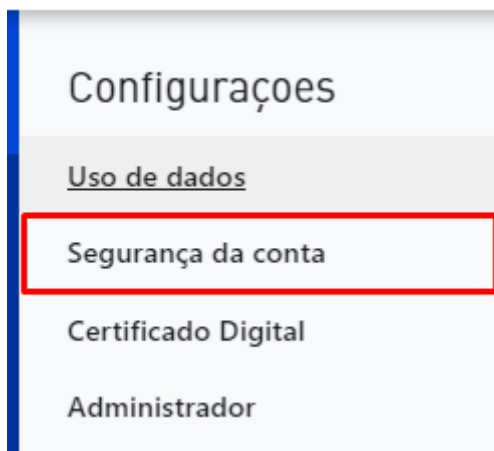 Configuraçoes
Uso de dados
Segurança da conta
Certificado Digital
Administrador